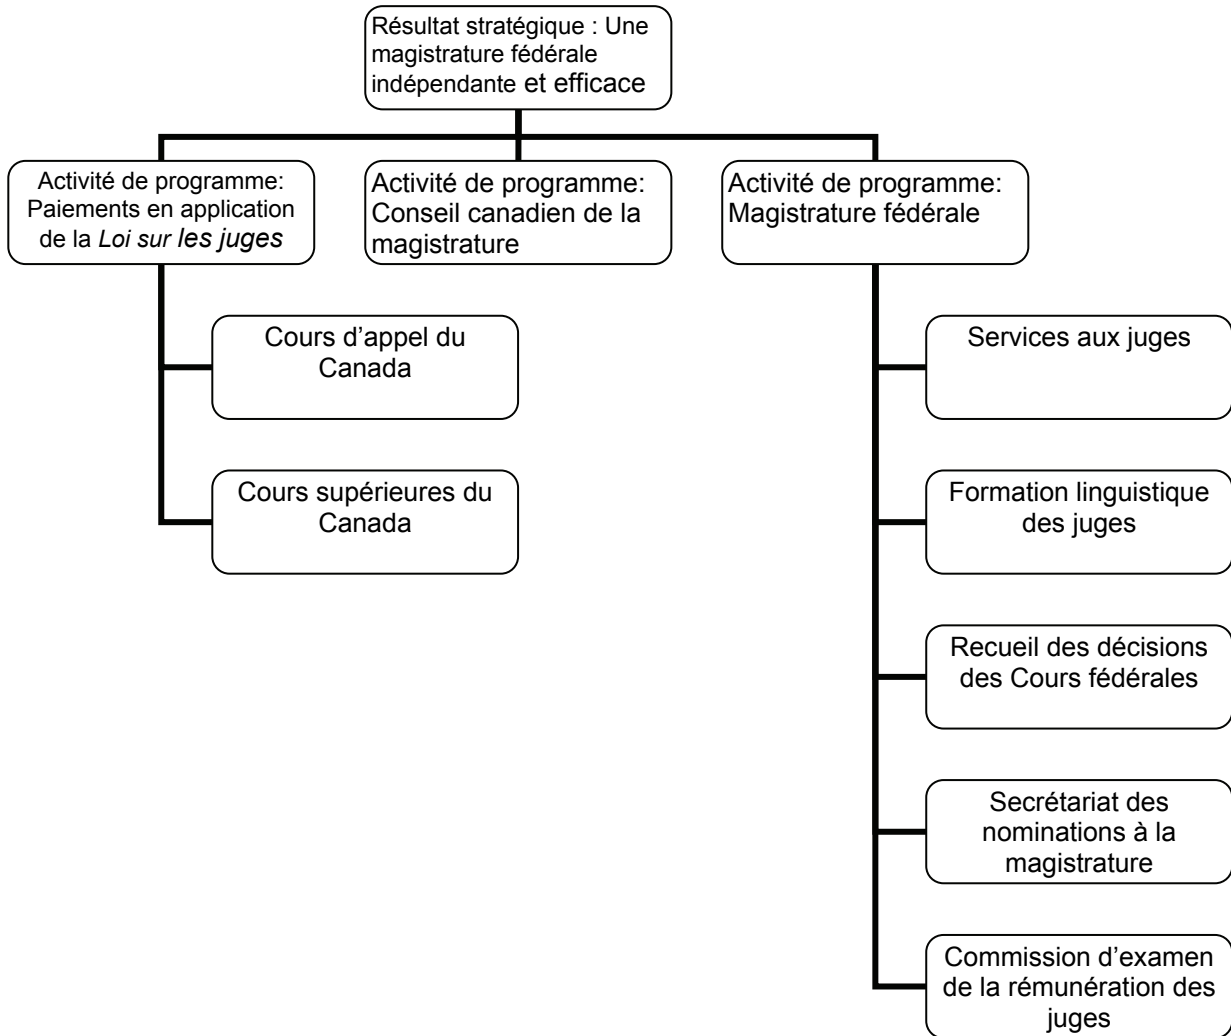 Résultat stratégique : Une
magistrature fédérale
indépendante et efficace
Activité de programme:
Paiements en application
de la Loi sur les juges
Activité de programme:
Conseil canadien de la
magistrature
Activité de programme:
Magistrature fédérale
Cours d’appel du
Canada
Cours supérieures du
Canada
Services aux juges
Formation linguistique
des juges
Recueil des décisions
des Cours fédérales
Secrétariat des
nominations à la
magistrature
Commission d’examen
de la rémunération des
juges